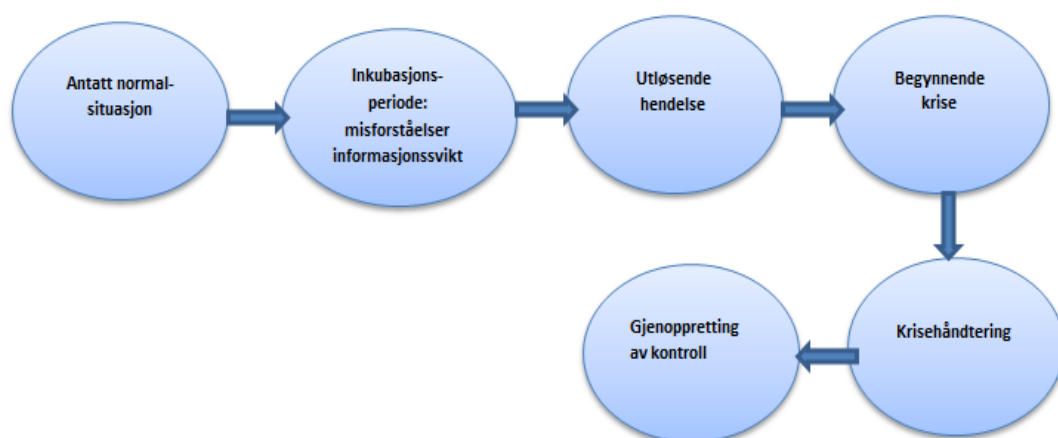 Antatt normal-
situasjon
Inkubasjons-
periode:
misforståelser
informasjonssvikt
Utløsende
hendelse
Begynnende
krise
Krisehåndtering
Gjenoppretting
av kontroll